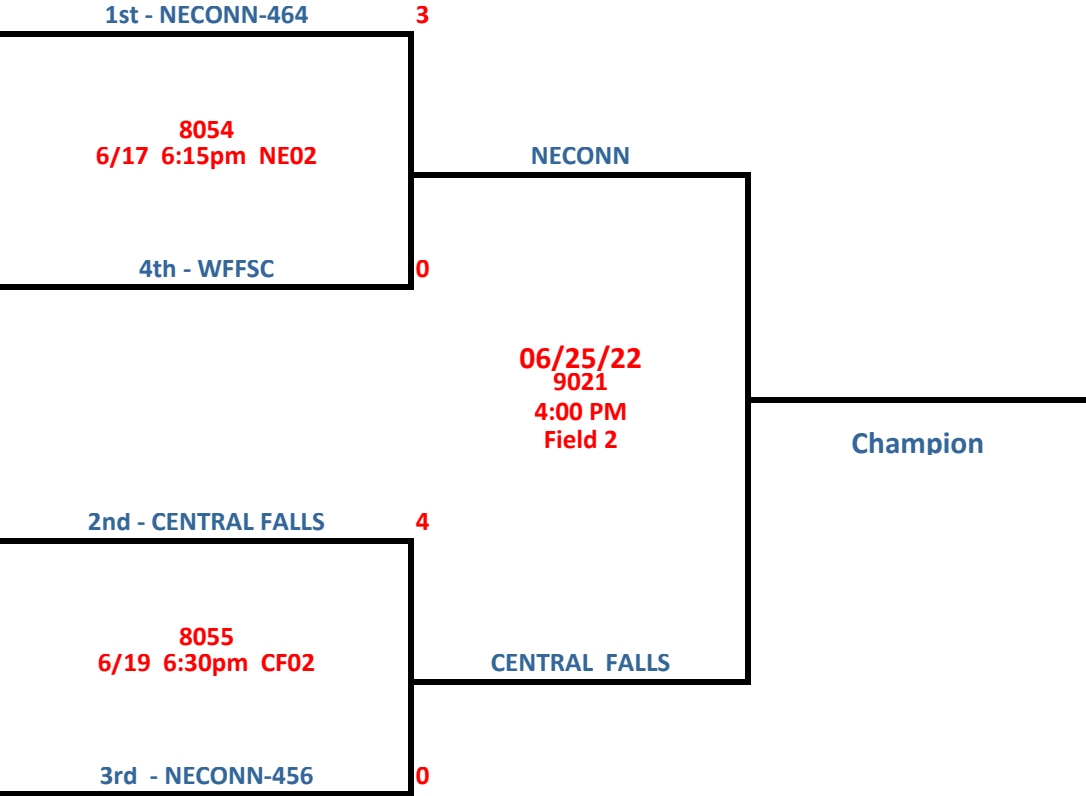 1st - NECONN-464 3
8054
6/17 6:15pm NE02
NECONN
4th - WFFSC 0
06/25/22
9021
4:00 PM
Field 2
Champion
2nd - CENTRAL FALLS 4
8055
6/19 6:30pm CF02
CENTRAL FALLS
3rd - NECONN-456 0